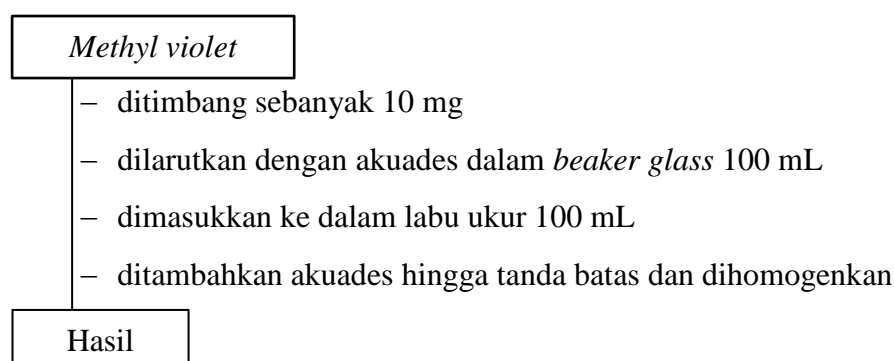 Methyl violet
– ditimbang sebanyak 10 mg
– dilarutkan dengan akuades dalam beaker glass 100 mL
– dimasukkan ke dalam labu ukur 100 mL
– ditambahkan akuades hingga tanda batas dan dihomogenkan
Hasil